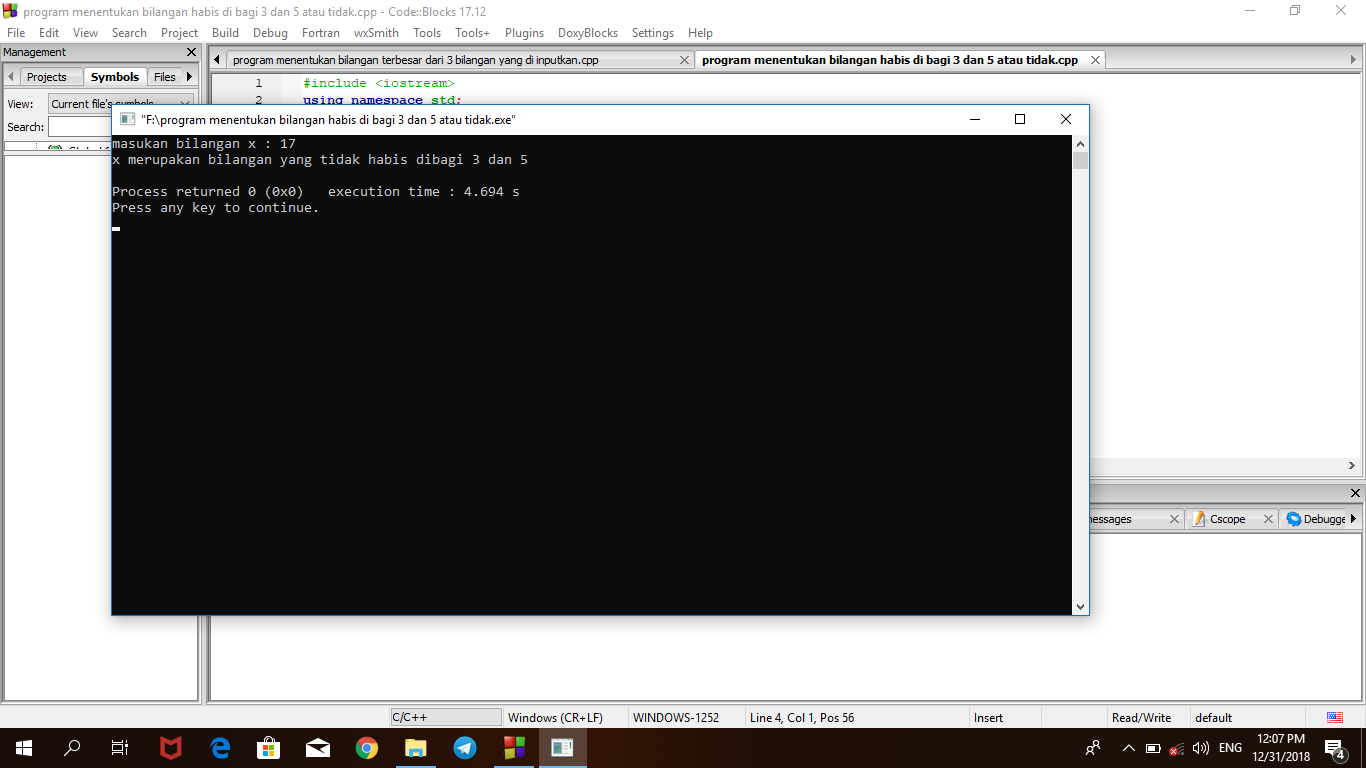 program menentukan bilangan habis di bagi 3 dan 5 atau tidak.cpp - Code::Blocks 17.12
File Edit View Search Project Build Debug Fortran wxSmith Tools Tools+ Plugins DoxyBlocks Settings Help
Management
Projects Symbols Files
program menentukan bilangan terbesar dari 3 bilangan yang di inputkan.cpp
program menentukan bilangan habis di bagi 3 dan 5 atau tidak.cpp
View: Current file's symbols
Search:
1 #include <iostream>
2 using namespace std;
"F:\program menentukan bilangan habis di bagi 3 dan 5 atau tidak.exe"
masukan bilangan x : 17
x merupakan bilangan yang tidak habis dibagi 3 dan 5
Process returned 0 (0x0) execution time : 4.694 s
Press any key to continue.
Cscope
C/C++ Windows (CR+LF) WINDOWS-1252 Line 4, Col 1, Pos 56 Insert Read/Write default
ENG
12:07 PM
12/31/2018
4